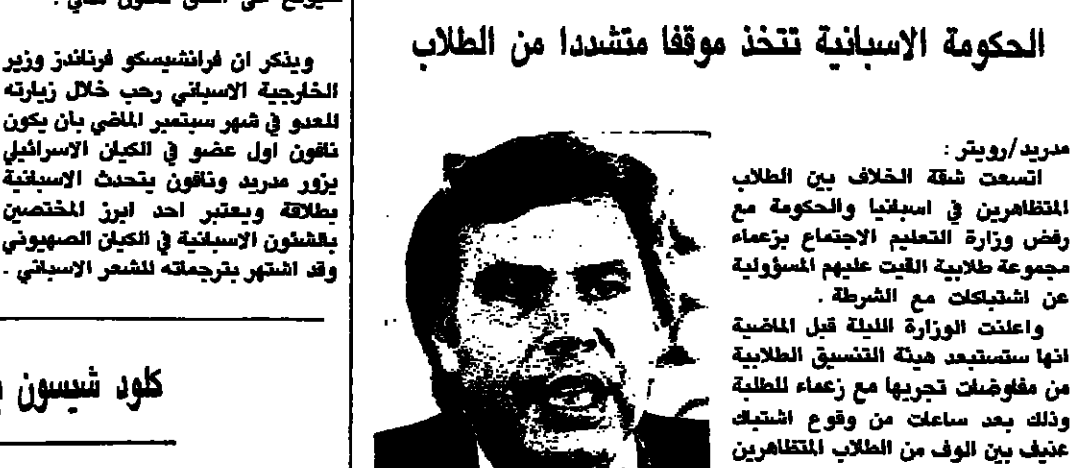 الحكومة الاسبانية تتخذ موقفا متشددا من الطلاب
مدريد/رويتر :
اتسعت شقة الخلاف بين الطلاب
المتظاهرين في اسبانيا والحكومة مع
رفض وزارة التعليم الاجتماع بزعماء
مجموعة طلابية القيت عليهم المسؤولية
عن اشتباكات مع الشرطة .
واعلنت الوزارة الليلة قبل الماضية
انها ستستبعد هيئة التنسيق الطلابية
من مفاوضات تجريها مع زعماء للطلبة
وذلك بعد ساعات من وقوع اشتباك
عنيف بين الوف من الطلاب المتظاهرين
ويذكر ان فرانشيسكو فرناندز وزير
الخارجية الاسباني رحب خلال زيارته
للعدو في شهر سبتمبر الماضي بان يكون
نافون اول عضو في الكيان الاسرائيلي
يزور مدريد ونافون يتحدث الاسبانية
بطلاقة ويعتبر احد ابرز المختصين
بالشئون الاسبانية في الكيان الصهيوني
وقد اشتهر بترجماته للشعر الاسباني .
كلود شيسون